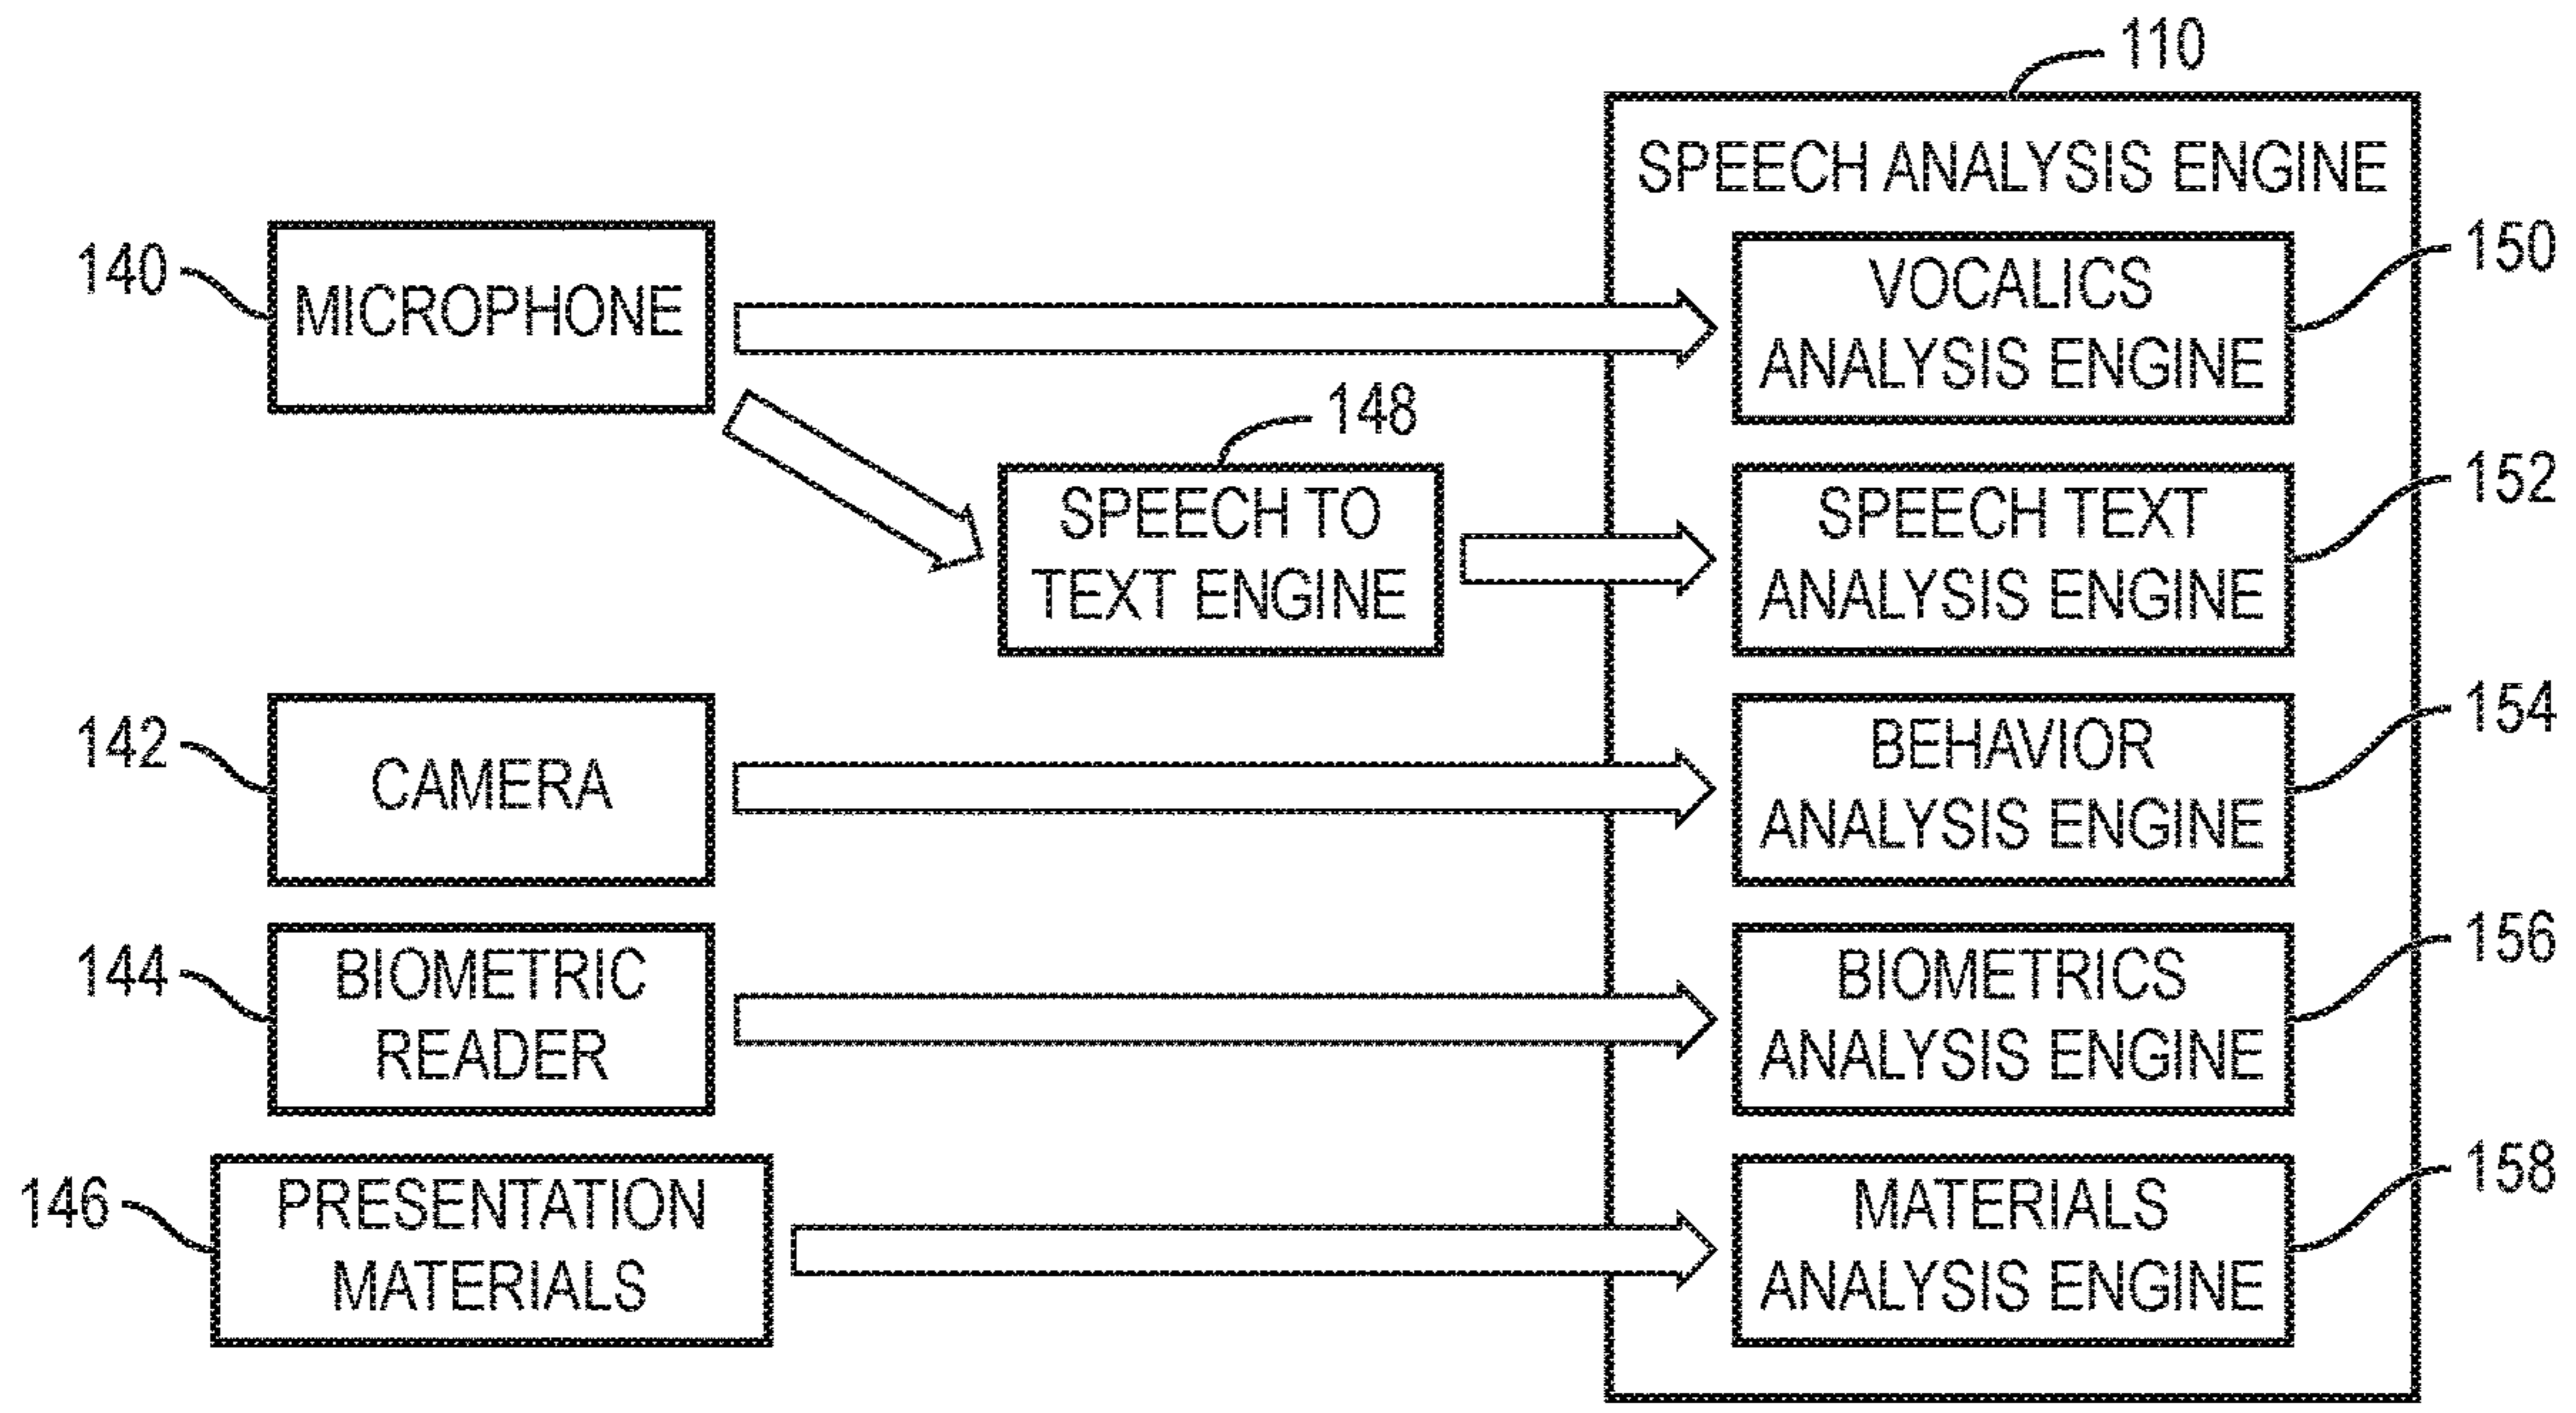 110
SPEECH ANALYSIS ENGINE
140
MICROPHONE
VOCALICS
ANALYSIS ENGINE
150
148
SPEECH TO
TEXT ENGINE
SPEECH TEXT
ANALYSIS ENGINE
152
142
CAMERA
BEHAVIOR
ANALYSIS ENGINE
154
144
BIOMETRIC
READER
BIOMETRICS
ANALYSIS ENGINE
156
146
PRESENTATION
MATERIALS
MATERIALS
ANALYSIS ENGINE
158